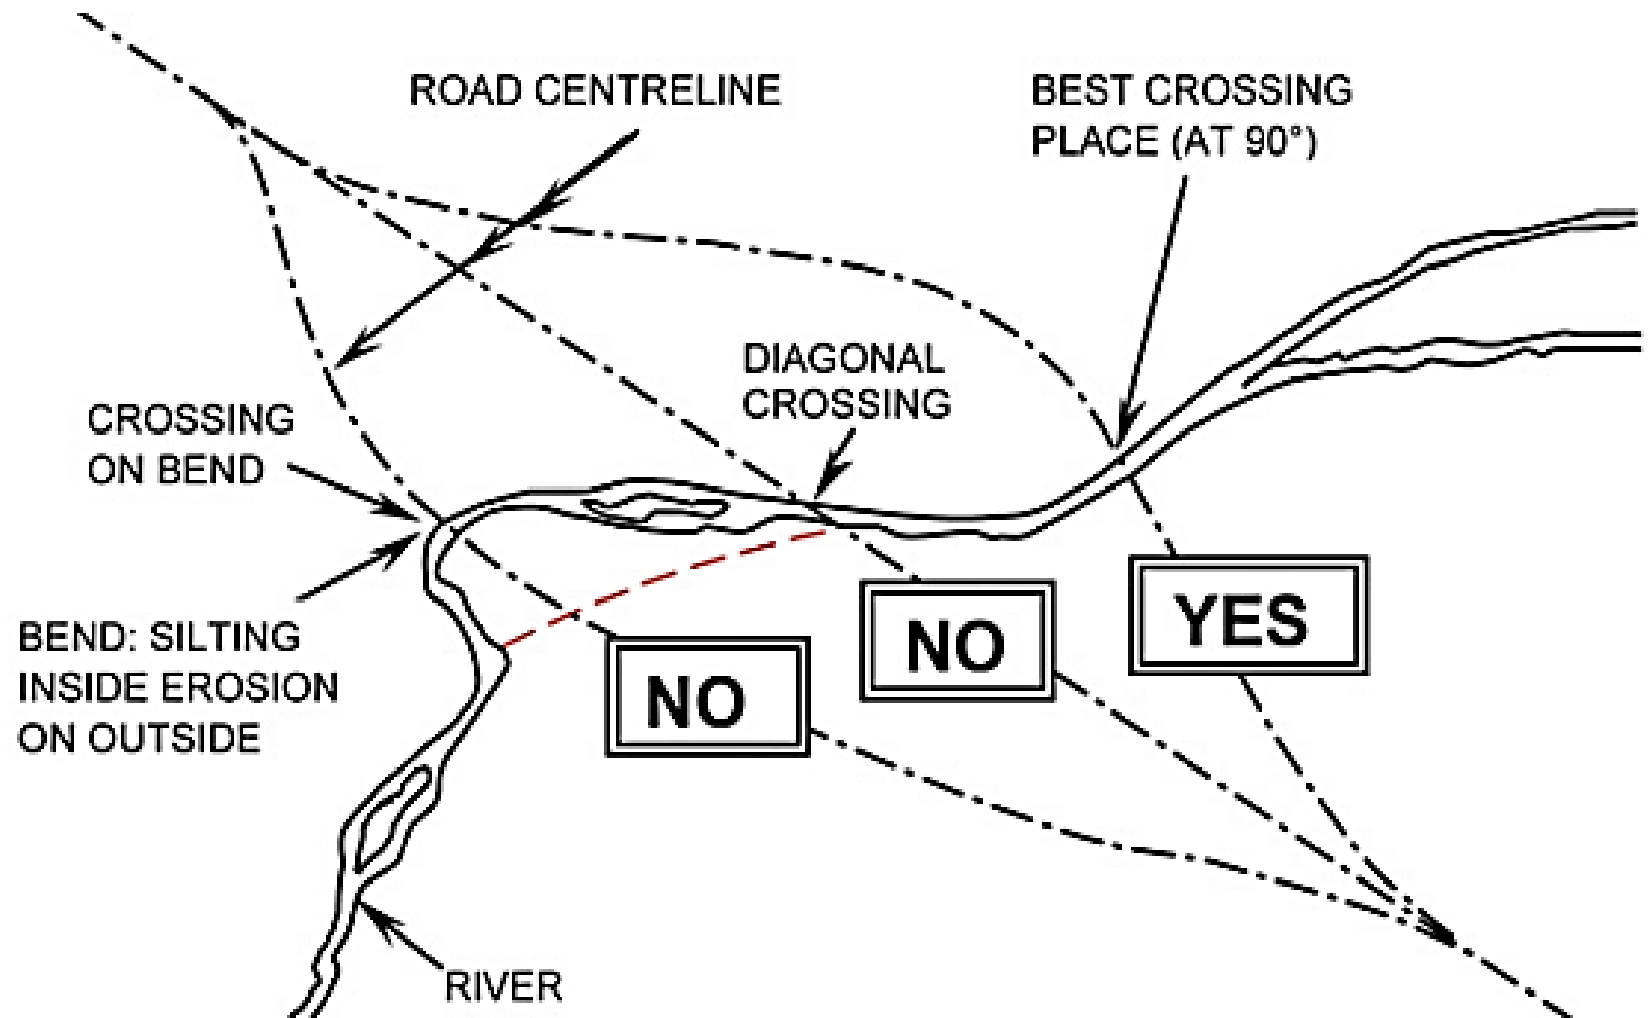 ROAD CENTRELINE
BEST CROSSING
PLACE (AT 90°)
DIAGONAL
CROSSING
CROSSING
ON BEND
BEND: SILTING
INSIDE EROSION
ON OUTSIDE
YES
NO
NO
RIVER